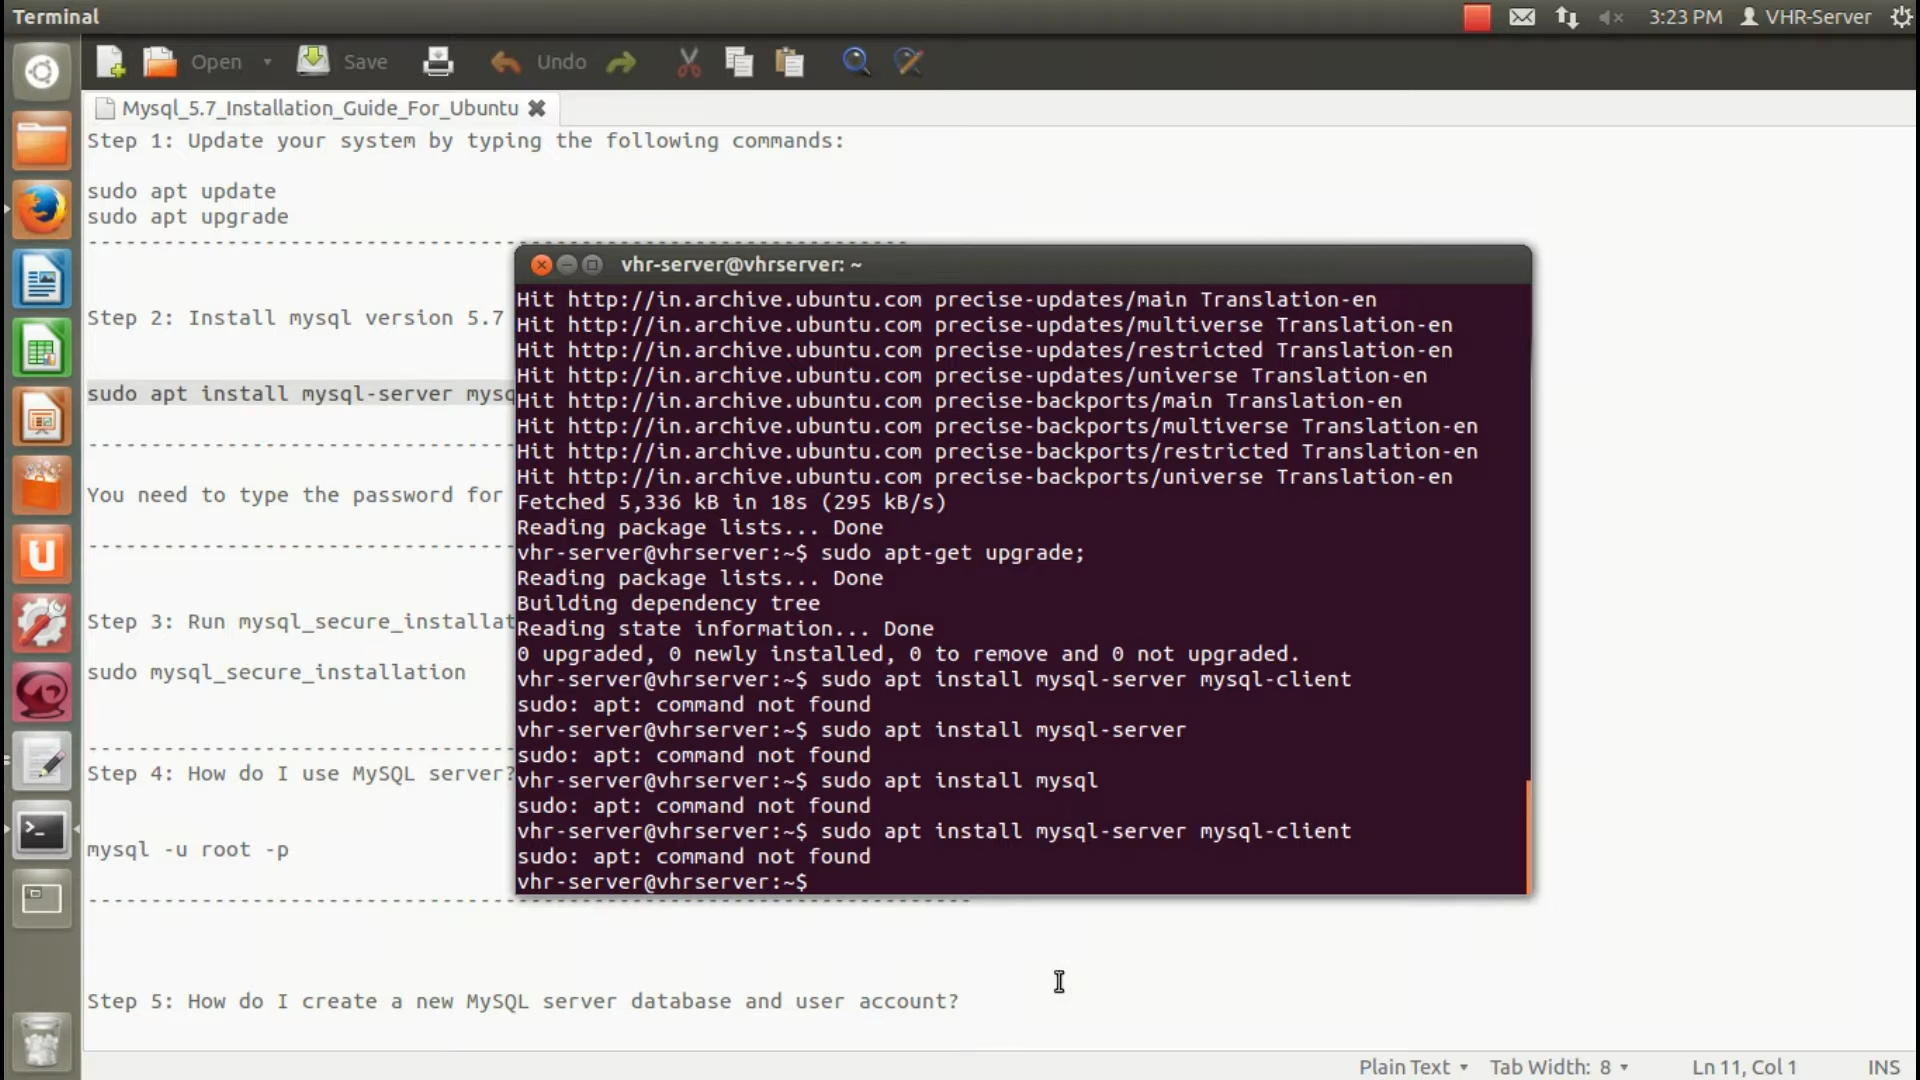 Terminal
3:23 PM VHR-Server
Open Save Undo
Mysql_5.7_Installation_Guide_For_Ubuntu
Step 1: Update your system by typing the following commands:
sudo apt update
sudo apt upgrade
-----------------------------------------------------------------
Step 2: Install mysql version 5.7
sudo apt install mysql-server mysq
----------------------------------
You need to type the password for
----------------------------------
Step 3: Run mysql_secure_installat
sudo mysql_secure_installation
----------------------------------
Step 4: How do I use MySQL server?
mysql -u root -p
----------------------------------------------------------------------
Step 5: How do I create a new MySQL server database and user account?
vhr-server@vhrserver: ~
Hit http://in.archive.ubuntu.com precise-updates/main Translation-en
Hit http://in.archive.ubuntu.com precise-updates/multiverse Translation-en
Hit http://in.archive.ubuntu.com precise-updates/restricted Translation-en
Hit http://in.archive.ubuntu.com precise-updates/universe Translation-en
Hit http://in.archive.ubuntu.com precise-backports/main Translation-en
Hit http://in.archive.ubuntu.com precise-backports/multiverse Translation-en
Hit http://in.archive.ubuntu.com precise-backports/restricted Translation-en
Hit http://in.archive.ubuntu.com precise-backports/universe Translation-en
Fetched 5,336 kB in 18s (295 kB/s)
Reading package lists... Done
vhr-server@vhrserver:~$ sudo apt-get upgrade;
Reading package lists... Done
Building dependency tree
Reading state information... Done
0 upgraded, 0 newly installed, 0 to remove and 0 not upgraded.
vhr-server@vhrserver:~$ sudo apt install mysql-server mysql-client
sudo: apt: command not found
vhr-server@vhrserver:~$ sudo apt install mysql-server
sudo: apt: command not found
vhr-server@vhrserver:~$ sudo apt install mysql
sudo: apt: command not found
vhr-server@vhrserver:~$ sudo apt install mysql-server mysql-client
sudo: apt: command not found
vhr-server@vhrserver:~$
Plain Text Tab Width: 8 Ln 11, Col 1 INS